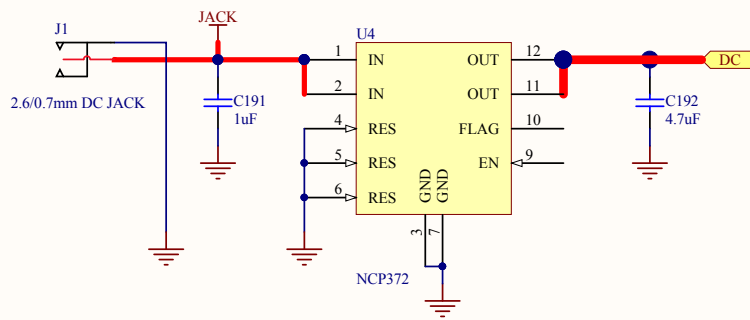 JACK
J1
U4
1
IN
OUT
12
DC
2
IN
OUT
11
2.6/0.7mm DC JACK
C191
1uF
C192
4.7uF
4
RES
FLAG
10
5
RES
EN
9
6
RES
GND
GND
3
7
NCP372